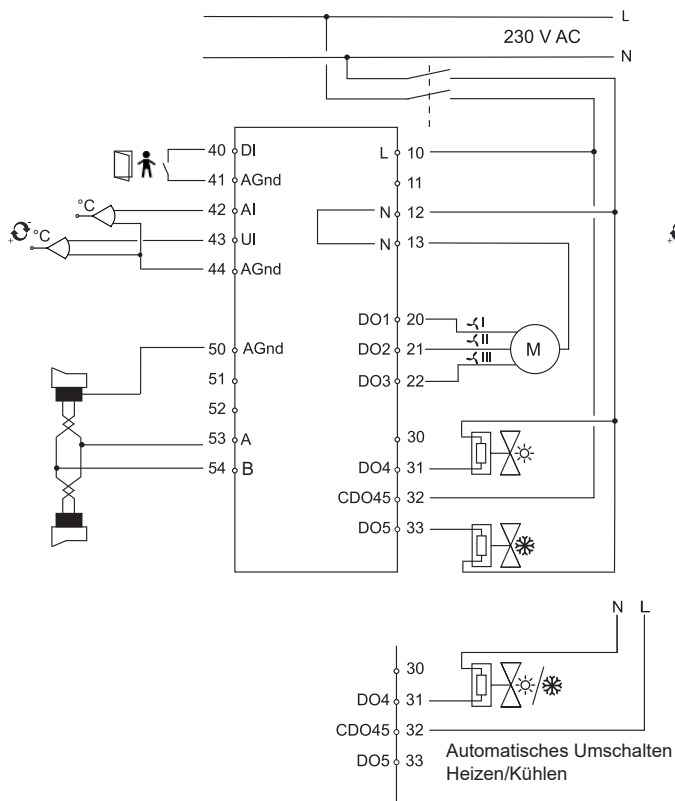 L
230 V AC
N
40 DI
41 AGnd
42 AI
43 UI
44 AGnd
50 AGnd
51
52
53 A
54 B
°C
°C
+ -
L 10
11
N 12
N 13
DO1 20
DO2 21
DO3 22
I
II
III
M
30
DO4 31
CDO45 32
DO5 33
N L
30
DO4 31
CDO45 32
DO5 33
/
Automatisches Umschalten
Heizen/Kühlen
+